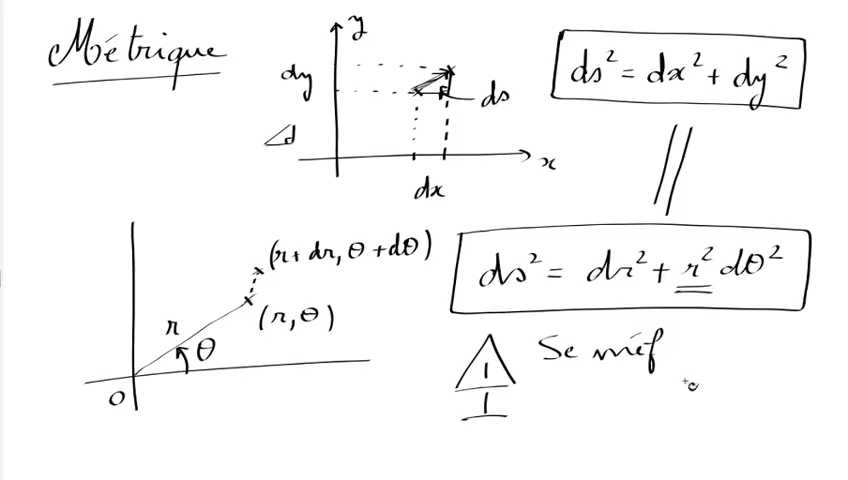 Métrique
y
dy
ds
x
dx
ds² = dx² + dy²
(r + dr, θ + dθ)
(r, θ)
r
θ
O
ds² = dr² + r² dθ²
Se méf